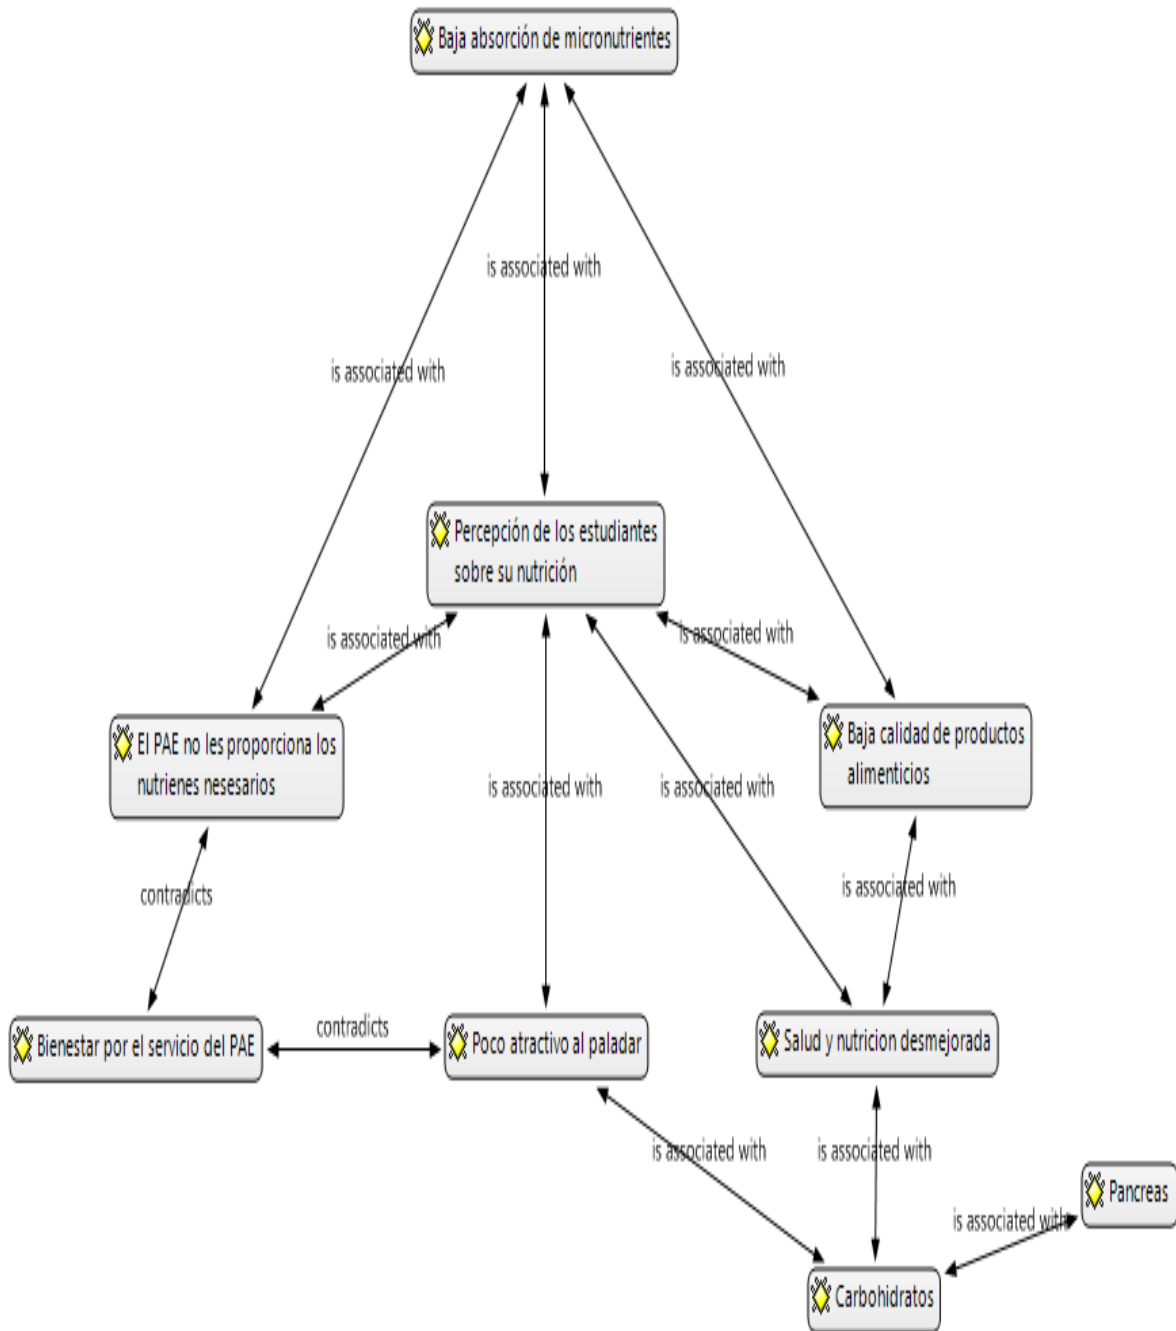 Baja absorción de micronutrientes
is associated with
is associated with
is associated with
Percepción de los estudiantes
sobre su nutrición
is associated with
is associated with
El PAE no les proporciona los
nutrienes nesesarios
Baja calidad de productos
alimenticios
is associated with
is associated with
contradicts
is associated with
Bienestar por el servicio del PAE
contradicts
Poco atractivo al paladar
Salud y nutricion desmejorada
is associated with
is associated with
Pancreas
is associated with
Carbohidratos